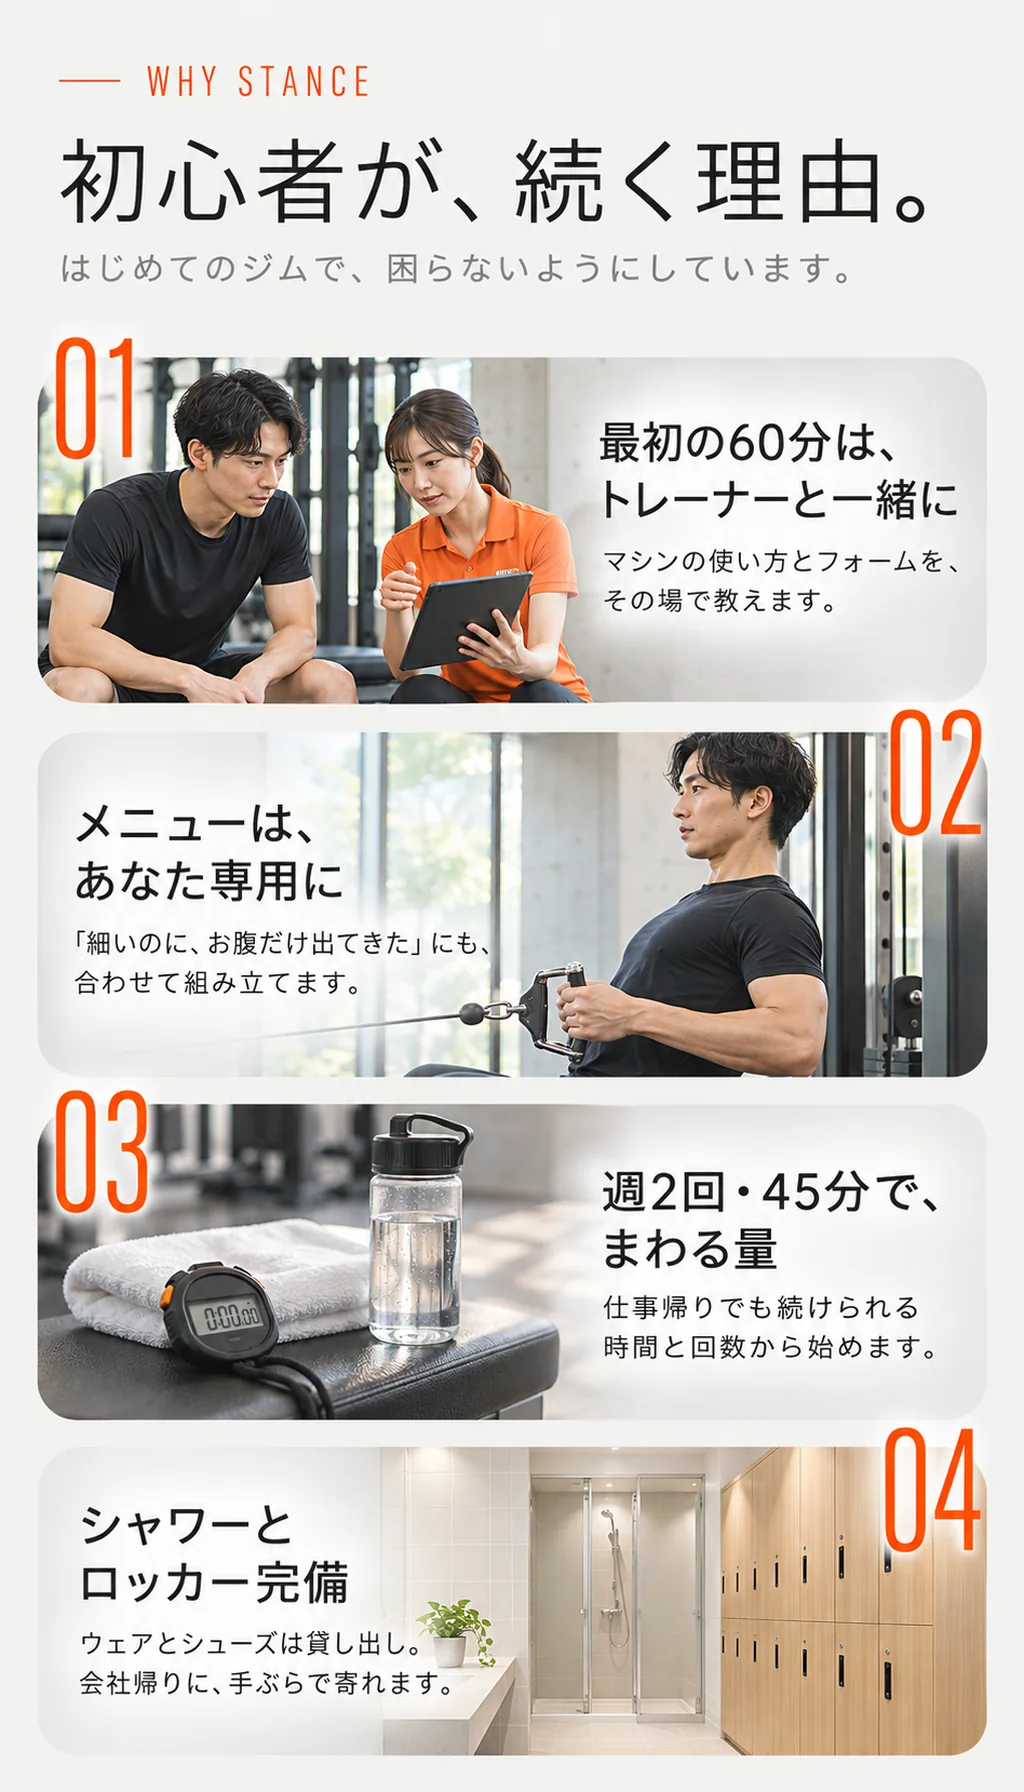 WHY STANCE
初心者が、続く理由。
はじめてのジムで、困らないようにしています。
01
最初の60分は、
トレーナーと一緒に
マシンの使い方とフォームを、
その場で教えます。
02
メニューは、
あなた専用に
「細いのに、お腹だけ出てきた」にも、
合わせて組み立てます。
03
週2回・45分で、
まわる量
仕事帰りでも続けられる
時間と回数から始めます。
0:00.00
04
シャワーと
ロッカー完備
ウェアとシューズは貸し出し。
会社帰りに、手ぶらで寄れます。